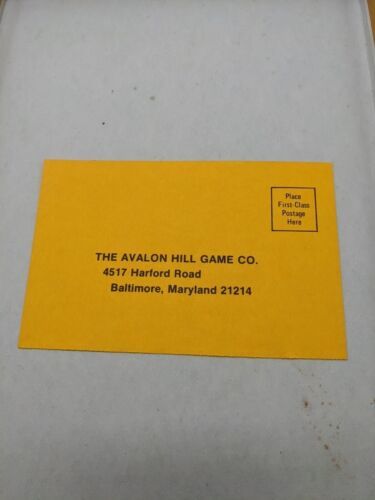 Place
First-Class
Postage
Here
THE AVALON HILL GAME CO.
4517 Harford Road
Baltimore, Maryland 21214